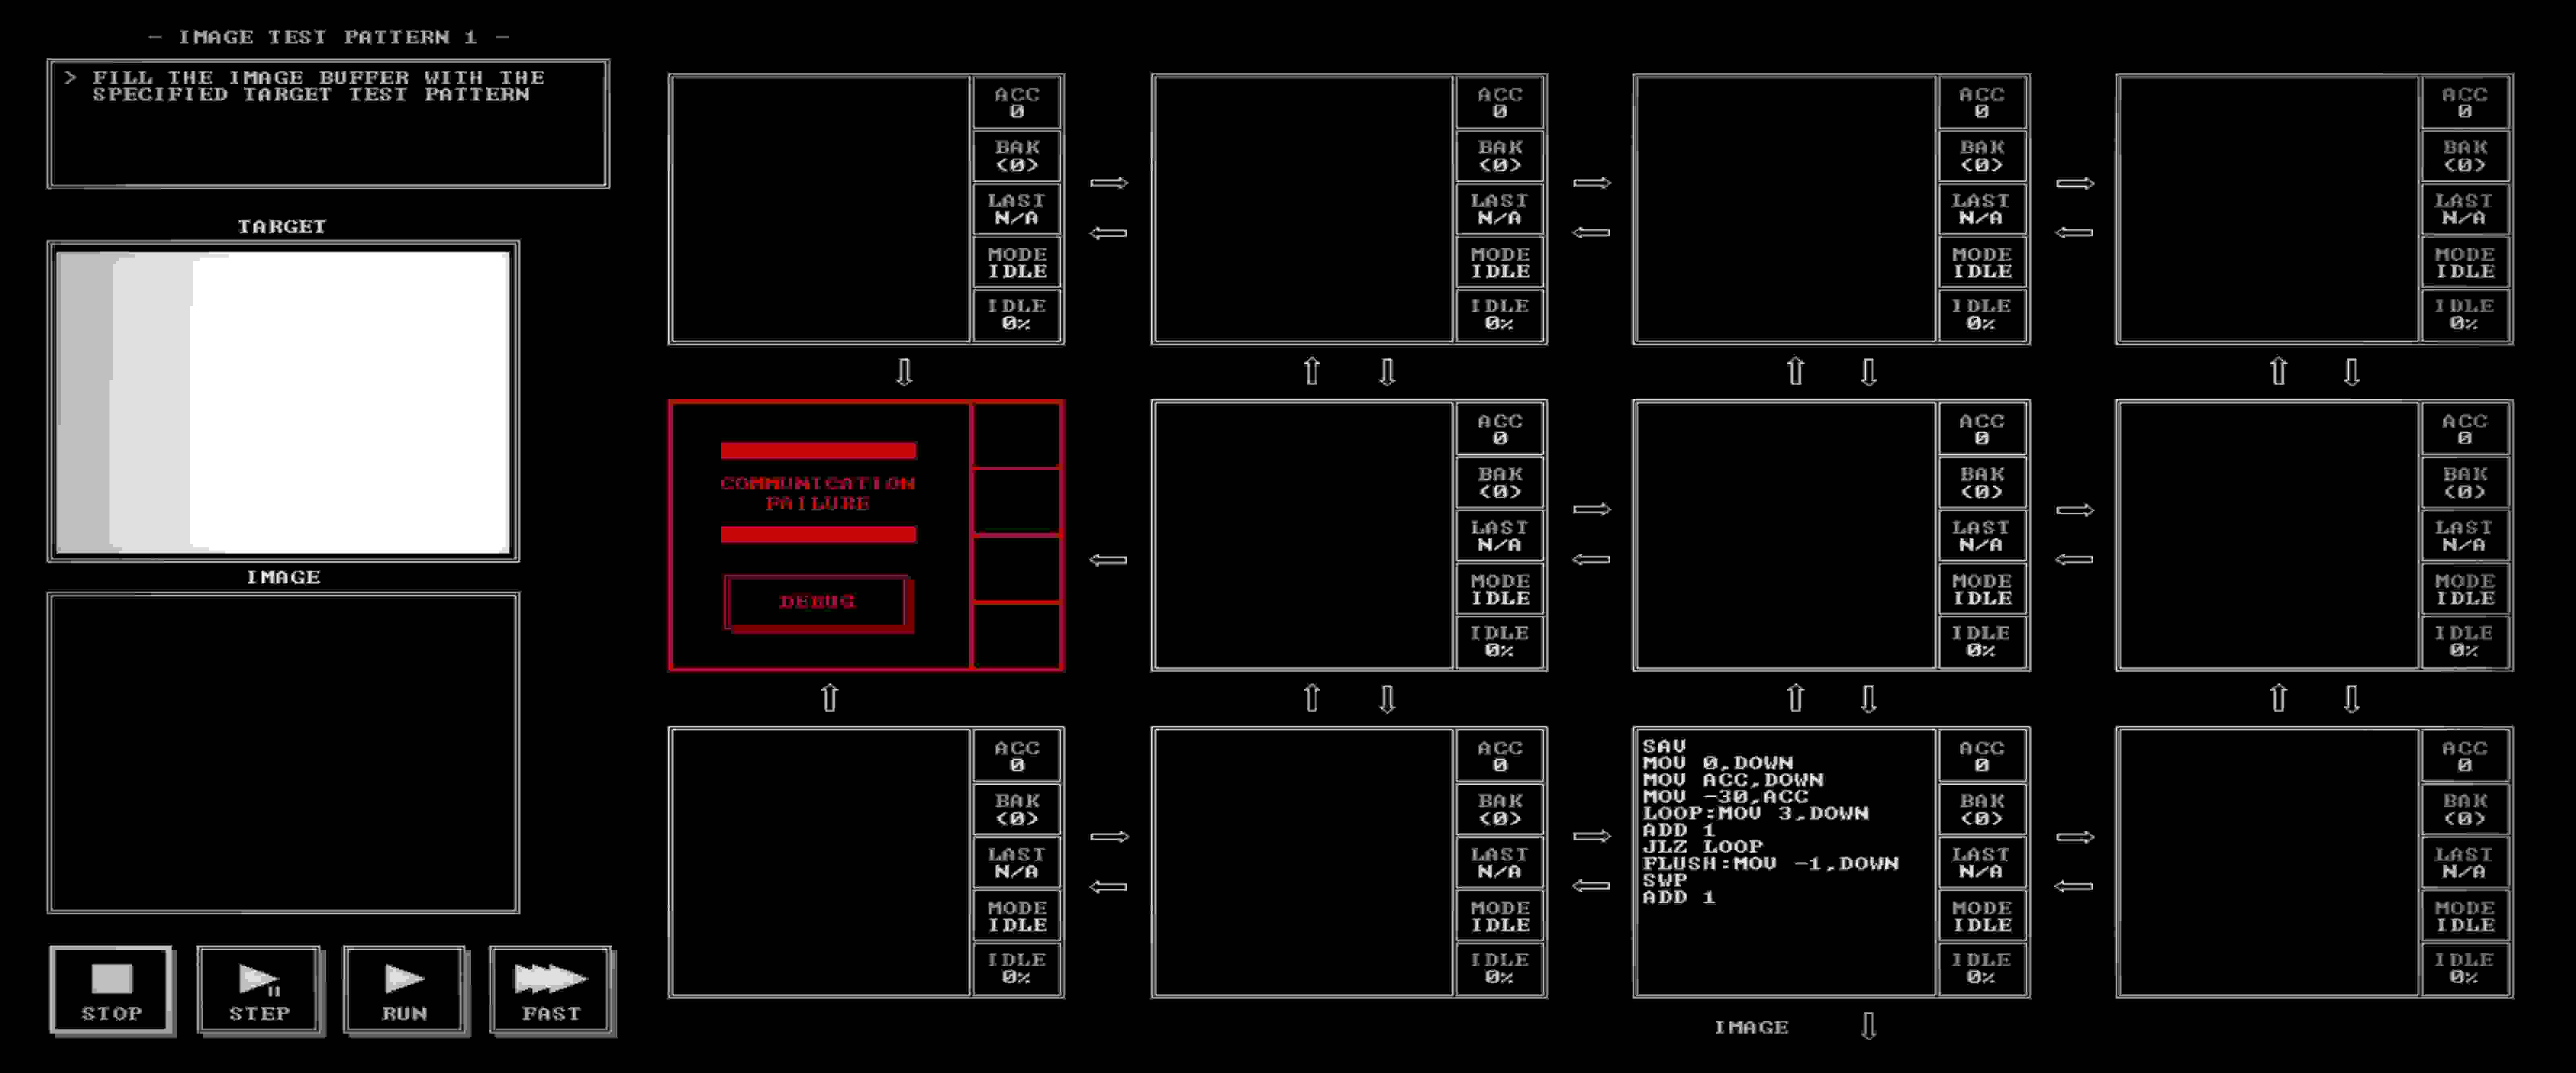 - IMAGE TEST PATTERN 1 -
> FILL THE IMAGE BUFFER WITH THE
SPECIFIED TARGET TEST PATTERN
TARGET
IMAGE
STOP
STEP
RUN
FAST
ACC
0
BAK
(0)
LAST
N/A
MODE
IDLE
IDLE
0%
ACC
0
BAK
(0)
LAST
N/A
MODE
IDLE
IDLE
0%
ACC
0
BAK
(0)
LAST
N/A
MODE
IDLE
IDLE
0%
ACC
0
BAK
(0)
LAST
N/A
MODE
IDLE
IDLE
0%
COMMUNICATION
FAILURE
DEBUG
ACC
0
BAK
(0)
LAST
N/A
MODE
IDLE
IDLE
0%
ACC
0
BAK
(0)
LAST
N/A
MODE
IDLE
IDLE
0%
ACC
0
BAK
(0)
LAST
N/A
MODE
IDLE
IDLE
0%
ACC
0
BAK
(0)
LAST
N/A
MODE
IDLE
IDLE
0%
ACC
0
BAK
(0)
LAST
N/A
MODE
IDLE
IDLE
0%
SAV
MOV 0,DOWN
MOV ACC,DOWN
MOV -30,ACC
LOOP:MOV 3,DOWN
ADD 1
JLZ LOOP
FLUSH:MOV -1,DOWN
SWP
ADD 1
ACC
0
BAK
(0)
LAST
N/A
MODE
IDLE
IDLE
0%
ACC
0
BAK
(0)
LAST
N/A
MODE
IDLE
IDLE
0%
IMAGE